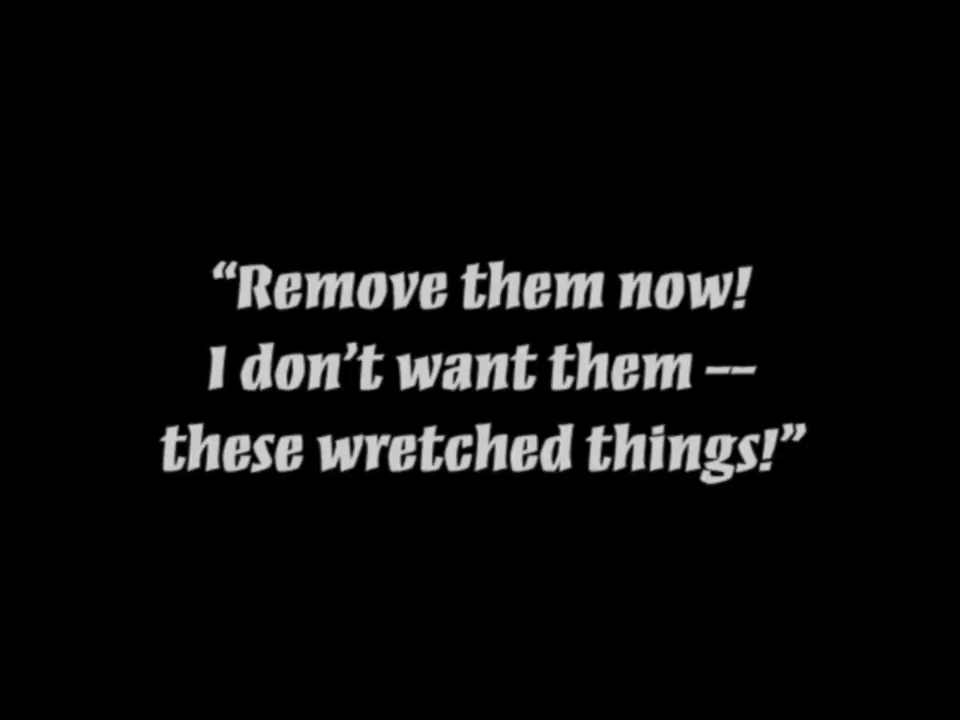 “Remove them now!
I don’t want them --
these wretched things!”